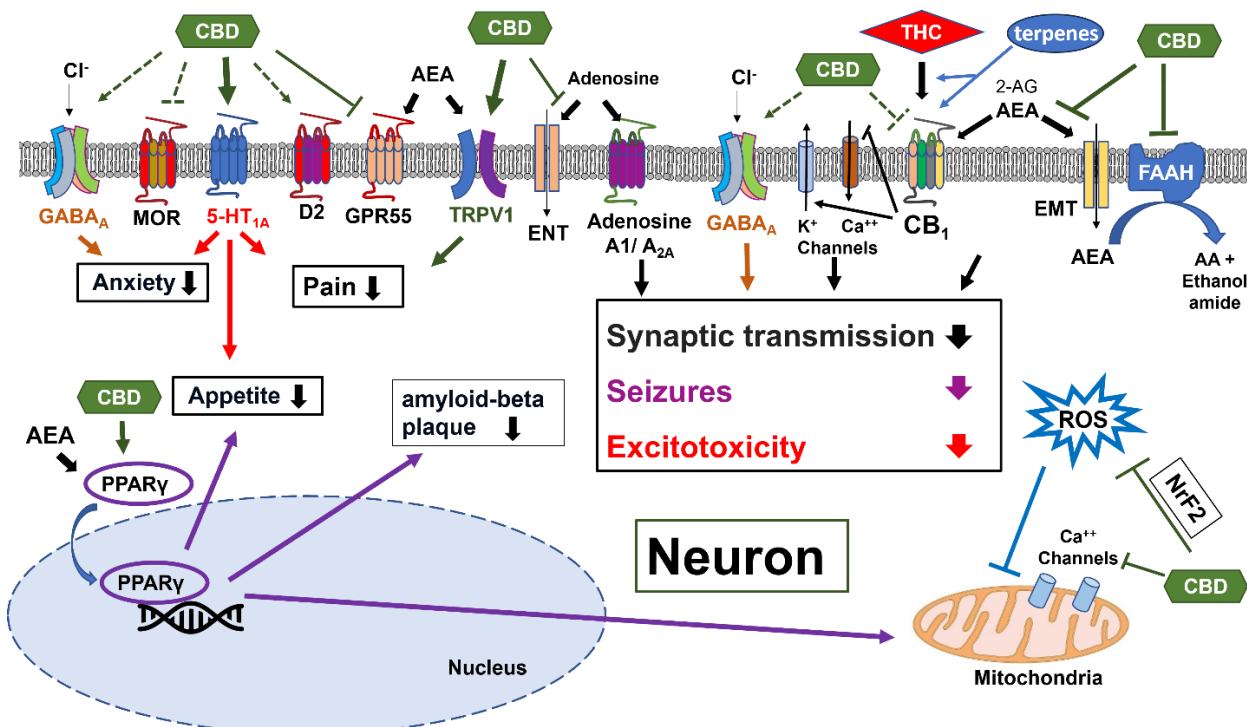 CBD
CBD
THC
terpenes
CBD
CBD
Cl-
AEA
Adenosine
Cl-
2-AG
AEA
GABAA
MOR
5-HT1A
D2
GPR55
TRPV1
ENT
Adenosine
A1/ A2A
GABAA
K+
Ca++
Channels
CB1
EMT
FAAH
AEA
AA +
Ethanol
amide
Anxiety
Pain
Synaptic transmission
Seizures
Excitotoxicity
CBD
Appetite
amyloid-beta
plaque
AEA
PPARγ
PPARγ
Nucleus
Neuron
ROS
NrF2
Ca++
Channels
CBD
Mitochondria